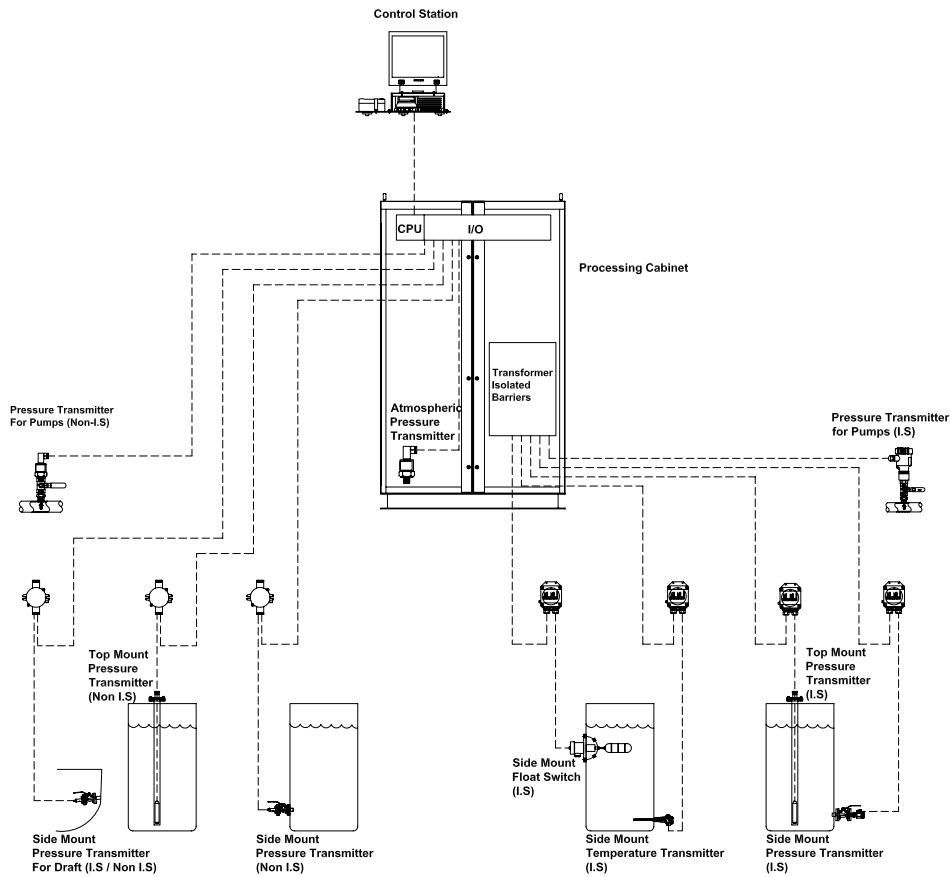 Control Station
CPU
I/O
Processing Cabinet
Transformer
Isolated
Barriers
Atmospheric
Pressure
Transmitter
Pressure Transmitter
For Pumps (Non-I.S)
Pressure Transmitter
for Pumps (I.S)
Top Mount
Pressure
Transmitter
(Non I.S)
Top Mount
Pressure
Transmitter
(I.S)
Side Mount
Float Switch
(I.S)
Side Mount
Pressure Transmitter
For Draft (I.S / Non I.S)
Side Mount
Pressure Transmitter
(Non I.S)
Side Mount
Temperature Transmitter
(I.S)
Side Mount
Pressure Transmitter
(I.S)